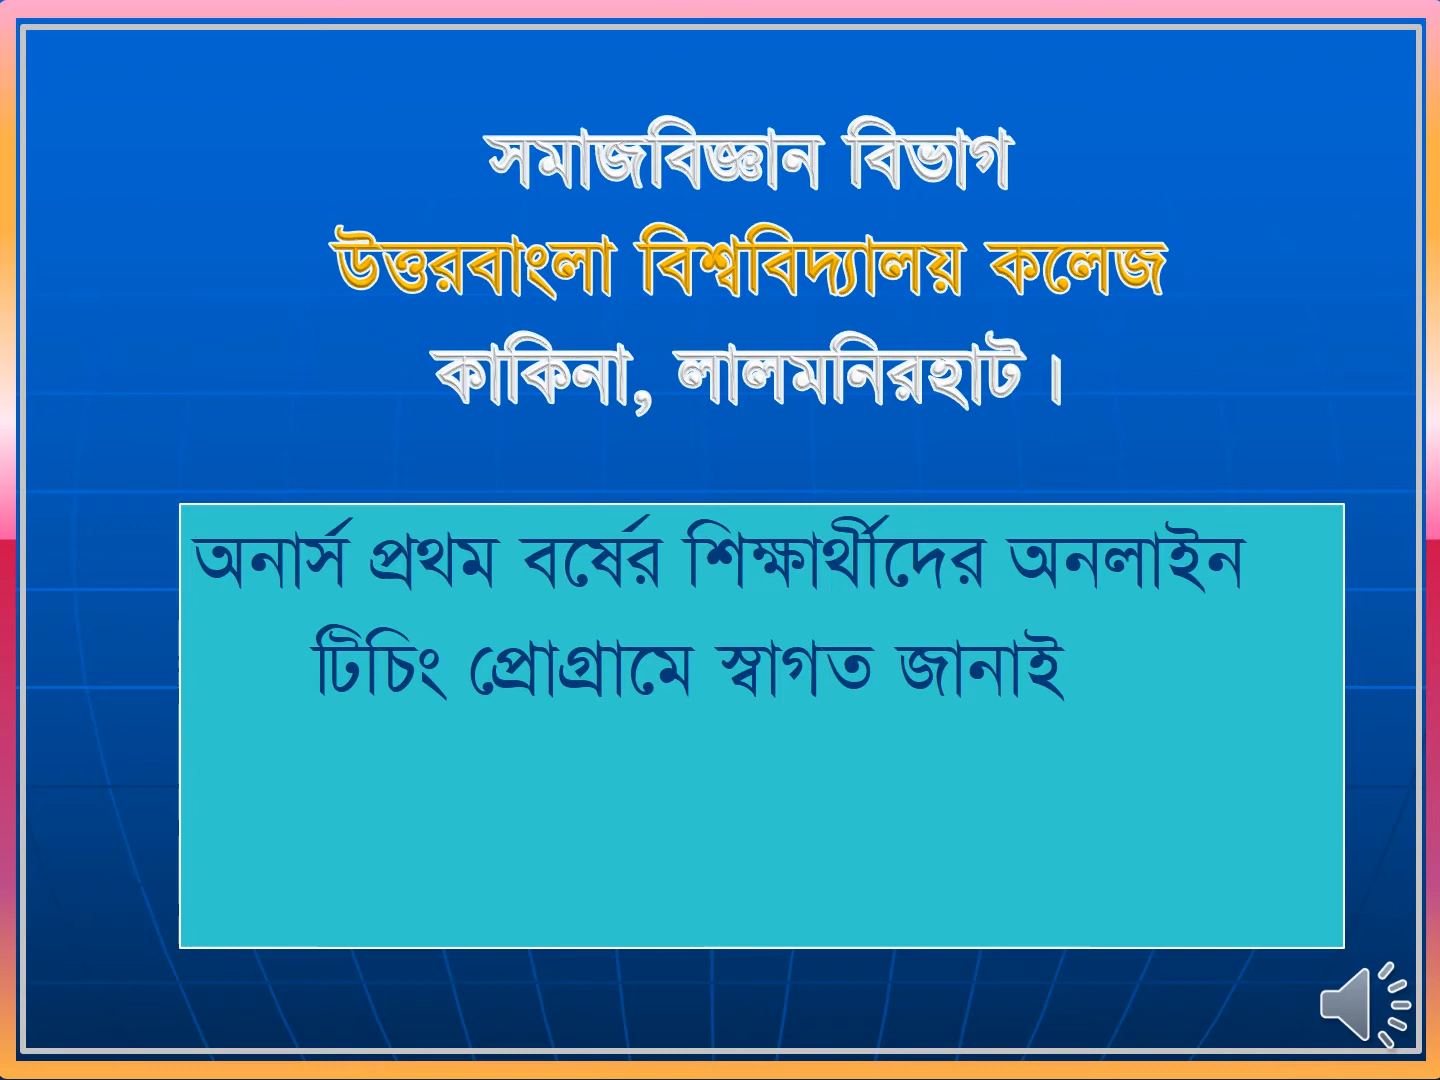 সমাজবিজ্ঞান বিভাগ
উত্তরবাংলা বিশ্ববিদ্যালয় কলেজ
কাকিনা, লালমনিরহাট।
অনার্স প্রথম বর্ষের শিক্ষার্থীদের অনলাইন
টিচিং প্রোগ্রামে স্বাগত জানাই